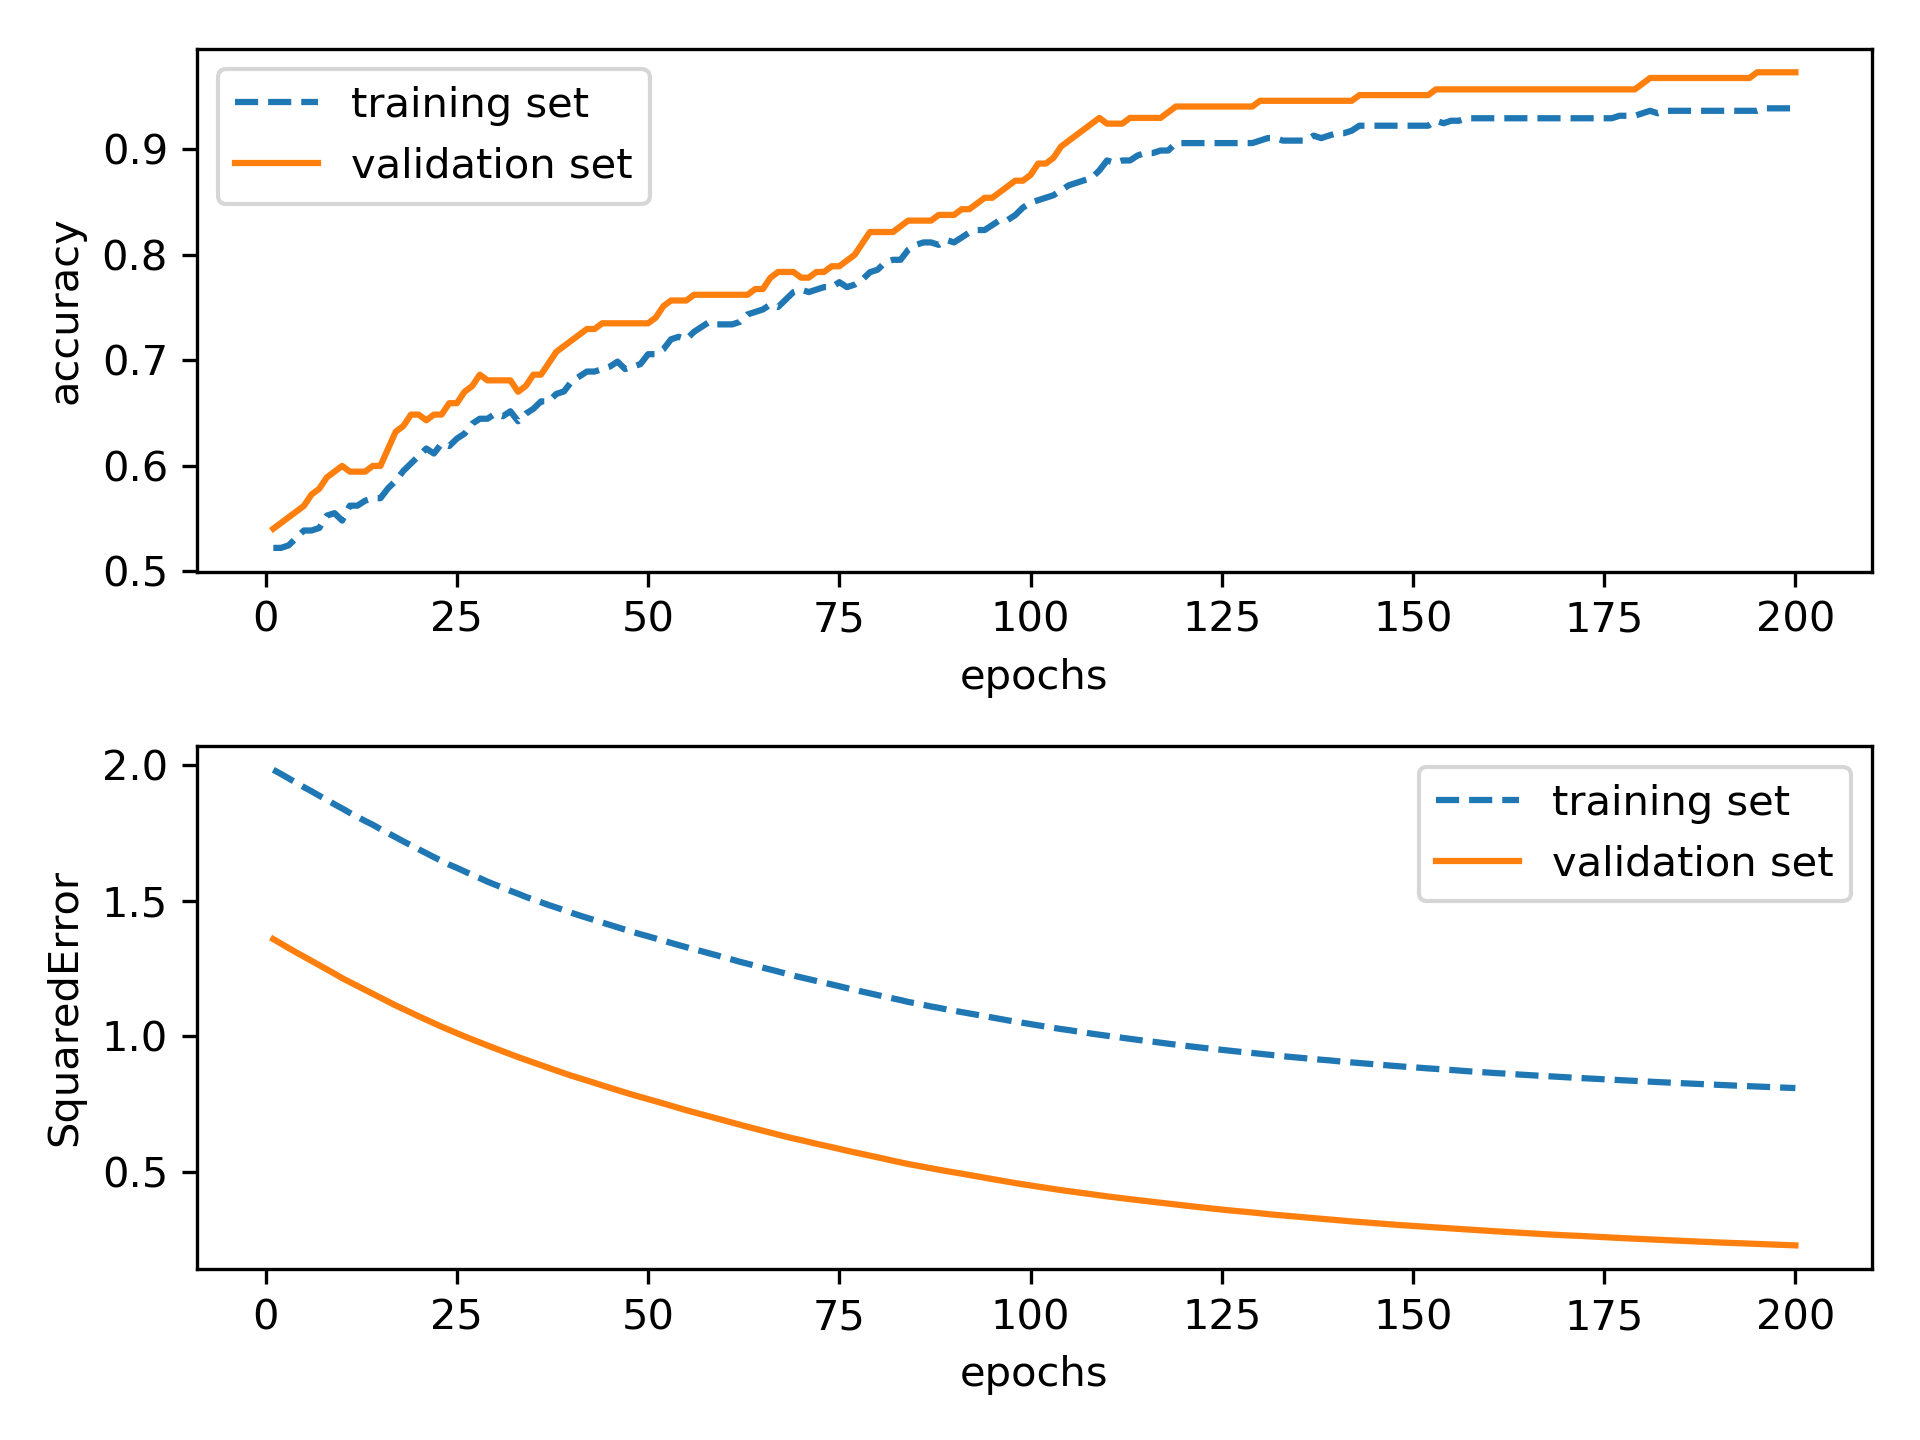 training set
validation set
accuracy
0.9
0.8
0.7
0.6
0.5
0 25 50 75 100 125 150 175 200
epochs
training set
validation set
SquaredError
2.0
1.5
1.0
0.5
0 25 50 75 100 125 150 175 200
epochs